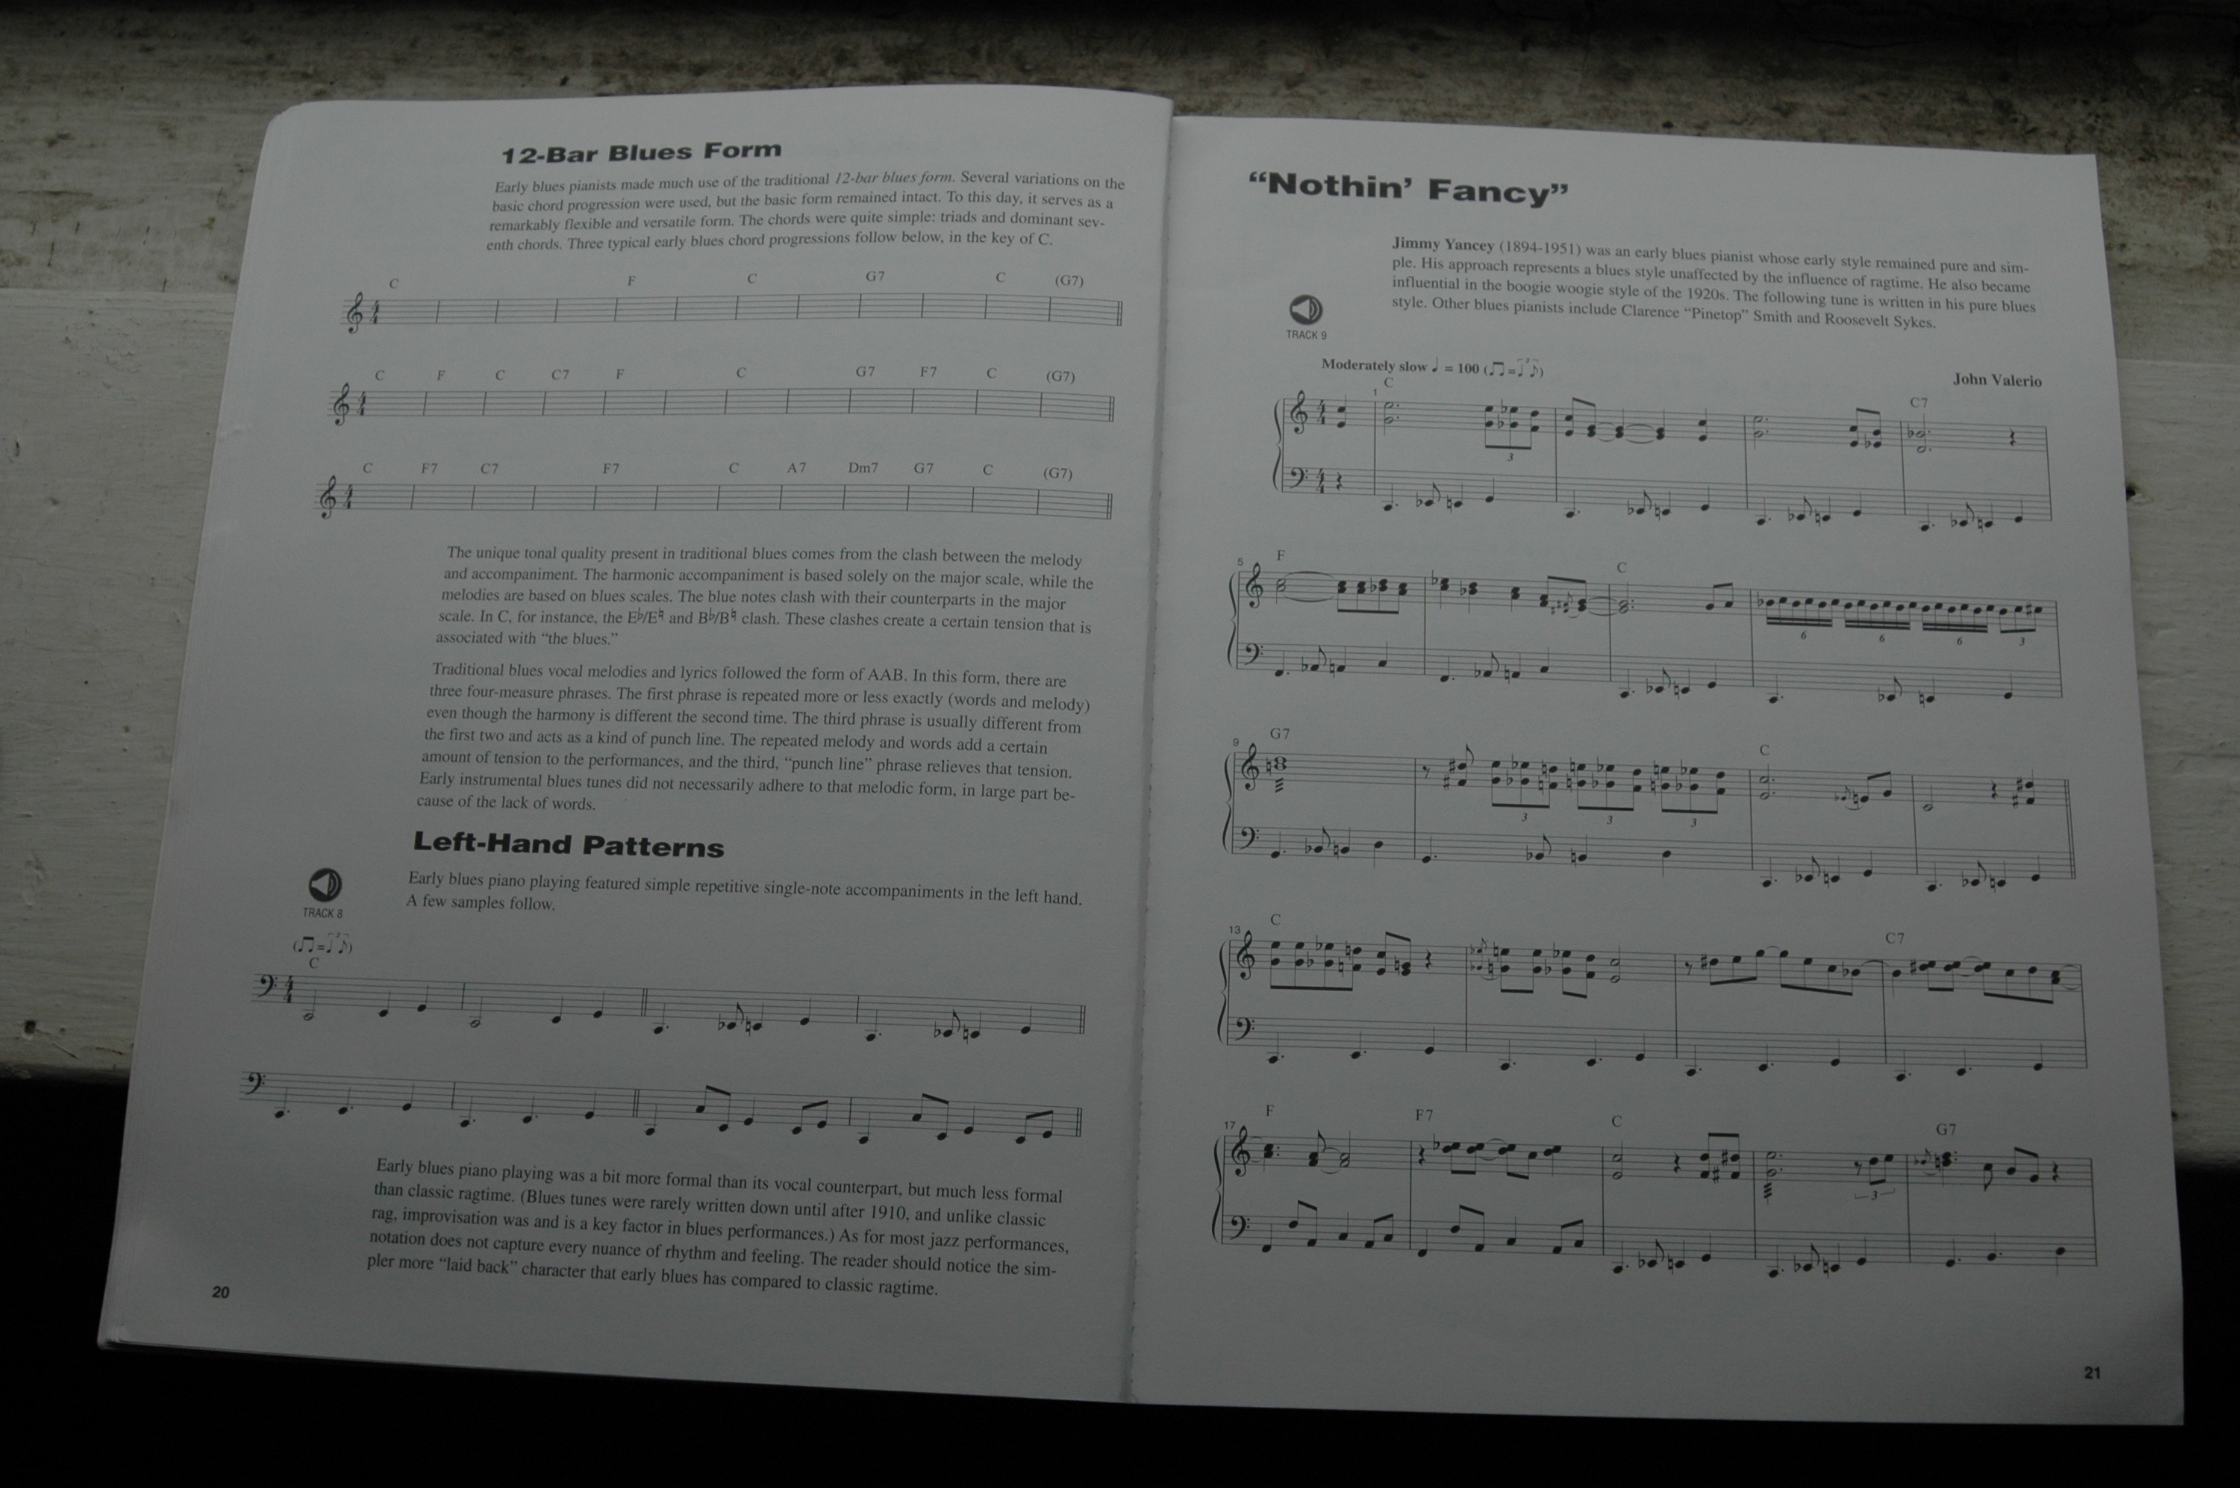 12-Bar Blues Form
Early blues pianists made much use of the traditional 12-bar blues form. Several variations on the
basic chord progression were used, but the basic form remained intact. To this day, it serves as a
remarkably flexible and versatile form. The chords were quite simple: triads and dominant sev-
enth chords. Three typical early blues chord progressions follow below, in the key of C.
C F C G7 C (G7)
C F C C7 F C G7 F7 C (G7)
C F7 C7 F7 C A7 Dm7 G7 C (G7)
The unique tonal quality present in traditional blues comes from the clash between the melody
and accompaniment. The harmonic accompaniment is based solely on the major scale, while the
melodies are based on blues scales. The blue notes clash with their counterparts in the major
scale. In C, for instance, the E♭/E♮ and B♭/B♮ clash. These clashes create a certain tension that is
associated with “the blues.”
Traditional blues vocal melodies and lyrics followed the form of AAB. In this form, there are
three four-measure phrases. The first phrase is repeated more or less exactly (words and melody)
even though the harmony is different the second time. The third phrase is usually different from
the first two and acts as a kind of punch line. The repeated melody and words add a certain
amount of tension to the performances, and the third, “punch line” phrase relieves that tension.
Early instrumental blues tunes did not necessarily adhere to that melodic form, in large part be-
cause of the lack of words.
Left-Hand Patterns
TRACK 8
Early blues piano playing featured simple repetitive single-note accompaniments in the left hand.
A few samples follow.
C
Early blues piano playing was a bit more formal than its vocal counterpart, but much less formal
than classic ragtime. (Blues tunes were rarely written down until after 1910, and unlike classic
rag, improvisation was and is a key factor in blues performances.) As for most jazz performances,
notation does not capture every nuance of rhythm and feeling. The reader should notice the sim-
pler more “laid back” character that early blues has compared to classic ragtime.
20
“Nothin’ Fancy”
Jimmy Yancey (1894-1951) was an early blues pianist whose early style remained pure and sim-
ple. His approach represents a blues style unaffected by the influence of ragtime. He also became
influential in the boogie woogie style of the 1920s. The following tune is written in his pure blues
style. Other blues pianists include Clarence “Pinetop” Smith and Roosevelt Sykes.
TRACK 9
Moderately slow ♩ = 100
John Valerio
1 C C7
3
5 F C
6 6 6 3
9 G7 C
3 3 3
13 C C7
17 F F7 C G7
3
21